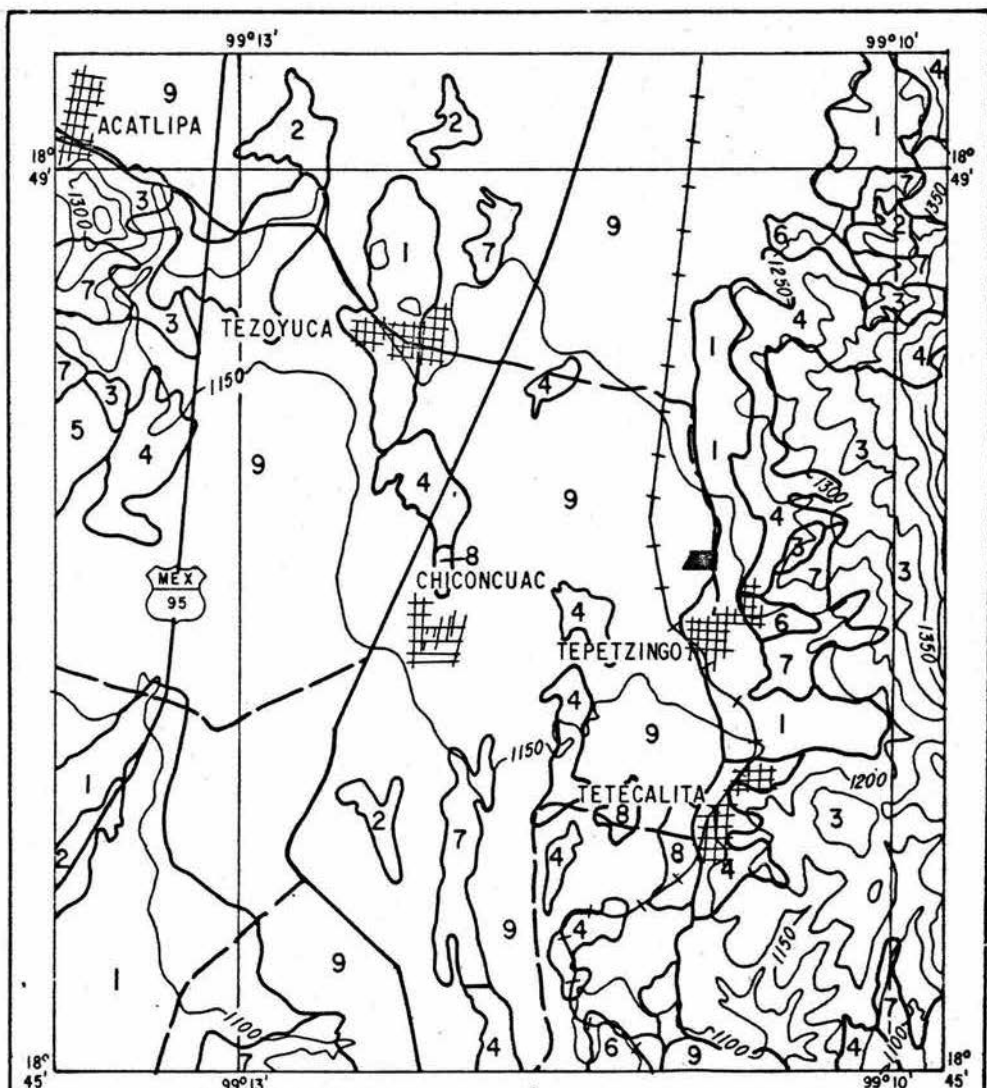 99°13' 99°10'
9 4
ACATLIPA 2 2 1
18° 49' 18° 49'
1300 3 7 1350
9 6 2
7 1 7 1250
3 3
TEZOYUCA 4
1 4
1150
7 3 4
5 4 1 3
9 4 1300
9 4
8 3
MEX 95 CHICONCUAC 7 3
4 6
TEPETZINGO 1350
7
4 9 1
1150
1 TETECALITA 1200
2 8 3
7
2 4 8 4
4
9 9 1150
1 7
1100 4 6 9 1100 4 1100
7
18° 45' 18° 45'
99°13' 99°10'